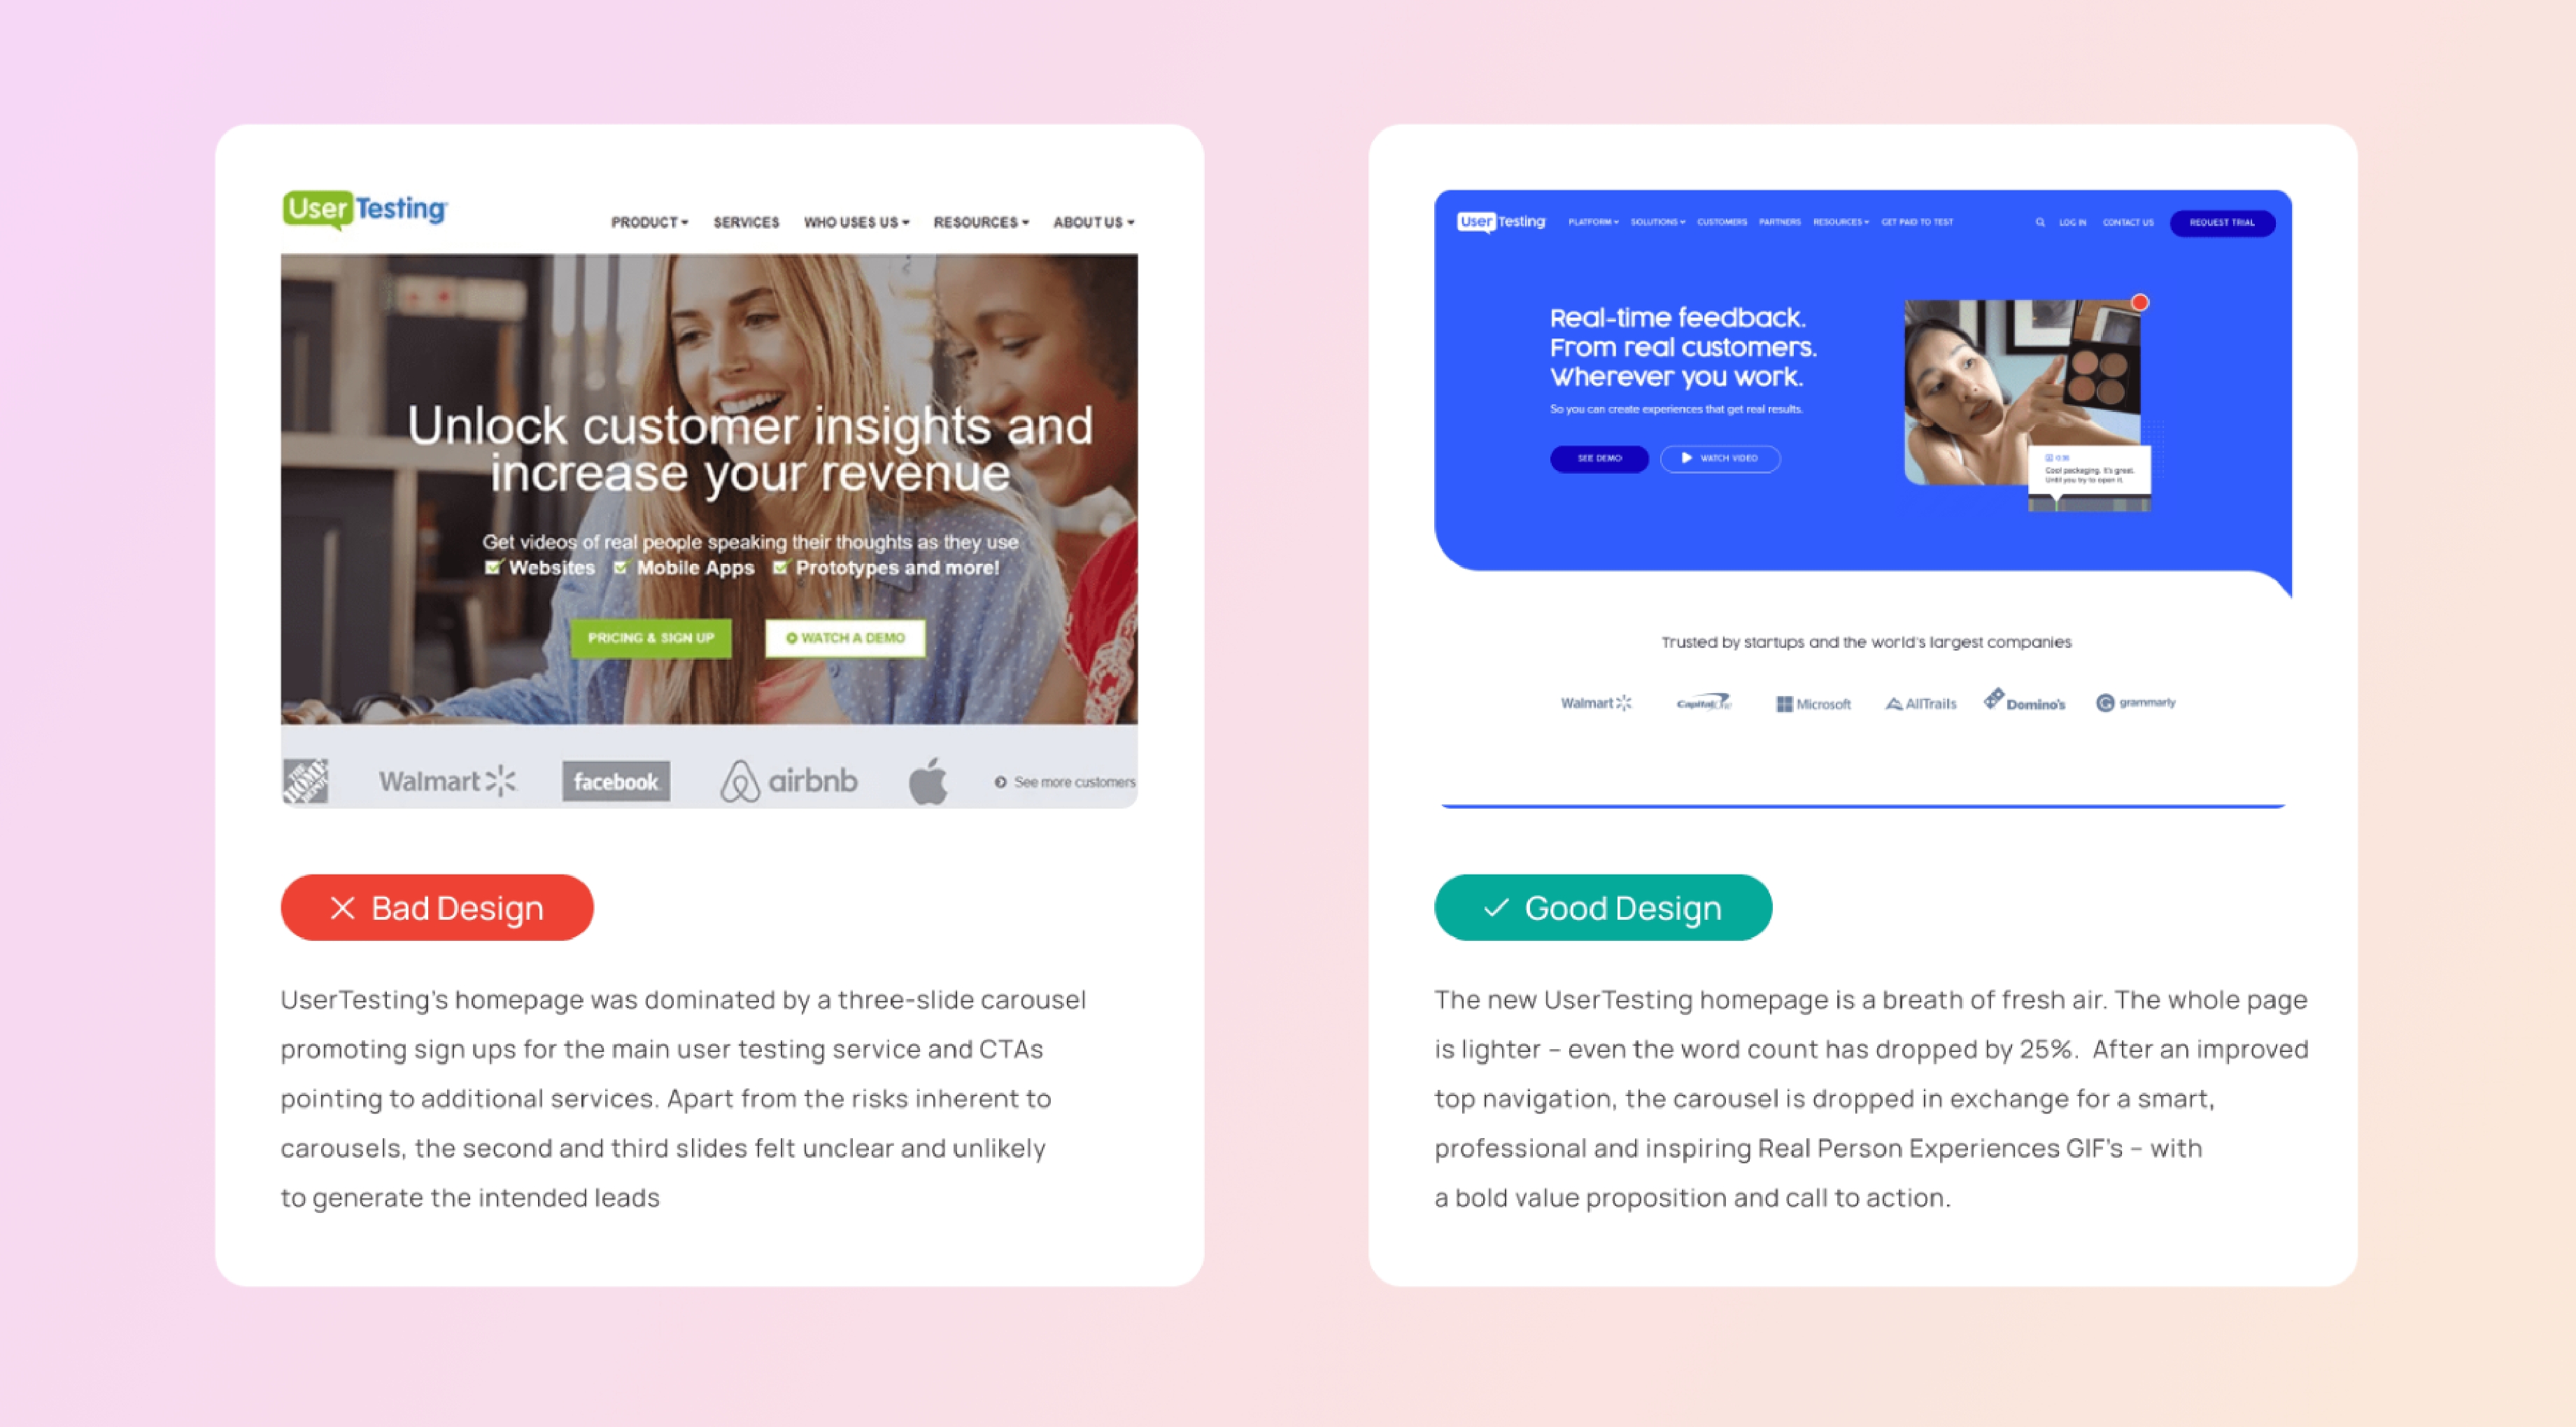 User Testing
PRODUCT SERVICES WHO USES US RESOURCES ABOUT US
Unlock customer insights and
increase your revenue
Get videos of real people speaking their thoughts as they use
Websites Mobile Apps Prototypes and more!
PRICING & SIGN UP WATCH A DEMO
THE HOME DEPOT Walmart facebook airbnb See more customers
Bad Design
UserTesting's homepage was dominated by a three-slide carousel
promoting sign ups for the main user testing service and CTAs
pointing to additional services. Apart from the risks inherent to
carousels, the second and third slides felt unclear and unlikely
to generate the intended leads
User Testing PLATFORM SOLUTIONS CUSTOMERS PARTNERS RESOURCES GET PAID TO TEST LOG IN CONTACT US REQUEST TRIAL
Real-time feedback.
From real customers.
Wherever you work.
So you can create experiences that get real results.
SEE DEMO WATCH VIDEO
Cool packaging. It's great.
Until you try to open it.
Trusted by startups and the world's largest companies
Walmart Capital One Microsoft AllTrails Domino's grammarly
Good Design
The new UserTesting homepage is a breath of fresh air. The whole page
is lighter – even the word count has dropped by 25%. After an improved
top navigation, the carousel is dropped in exchange for a smart,
professional and inspiring Real Person Experiences GIF's – with
a bold value proposition and call to action.